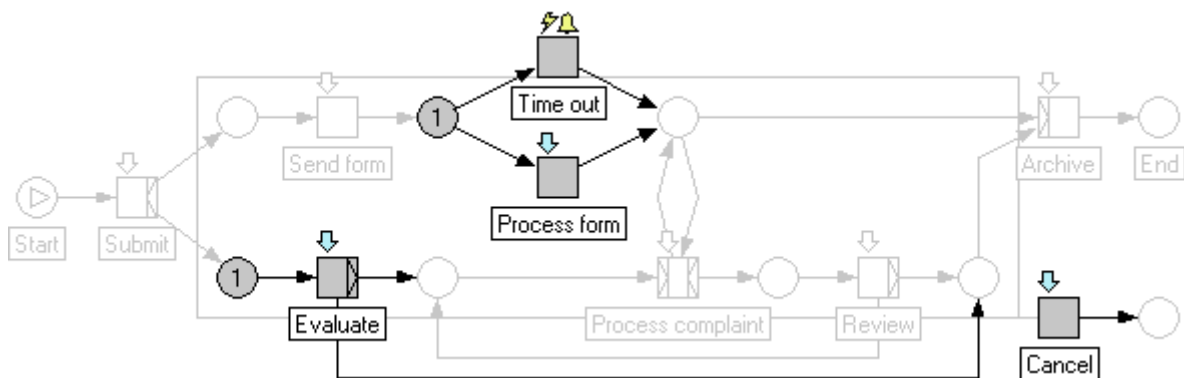 Time out
1
Send form
Process form
Archive
End
Start
Submit
1
Evaluate
Process complaint
Review
Cancel